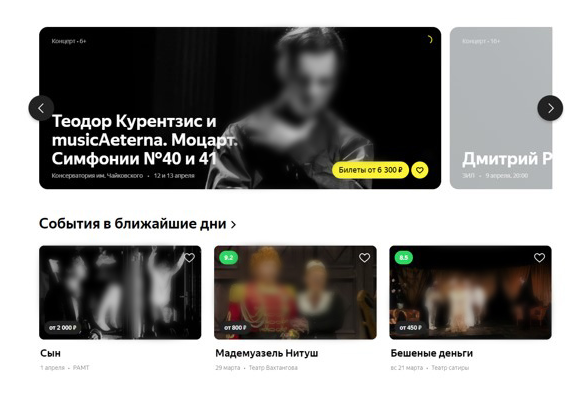 Концерт • 6+
Теодор Курентзис и
musicAeterna. Моцарт.
Симфонии №40 и 41
Консерватория им. Чайковского • 12 и 13 апреля
Билеты от 6 300 ₽
Концерт • 16+
Дмитрий Р
ЗИЛ • 9 апреля, 20:00
События в ближайшие дни
от 2 000 ₽
Сын
1 апреля • РАМТ
9.2
от 800 ₽
Мадемуазель Нитуш
29 марта • Театр Вахтангова
8.5
от 450 ₽
Бешеные деньги
вс 21 марта • Театр сатиры